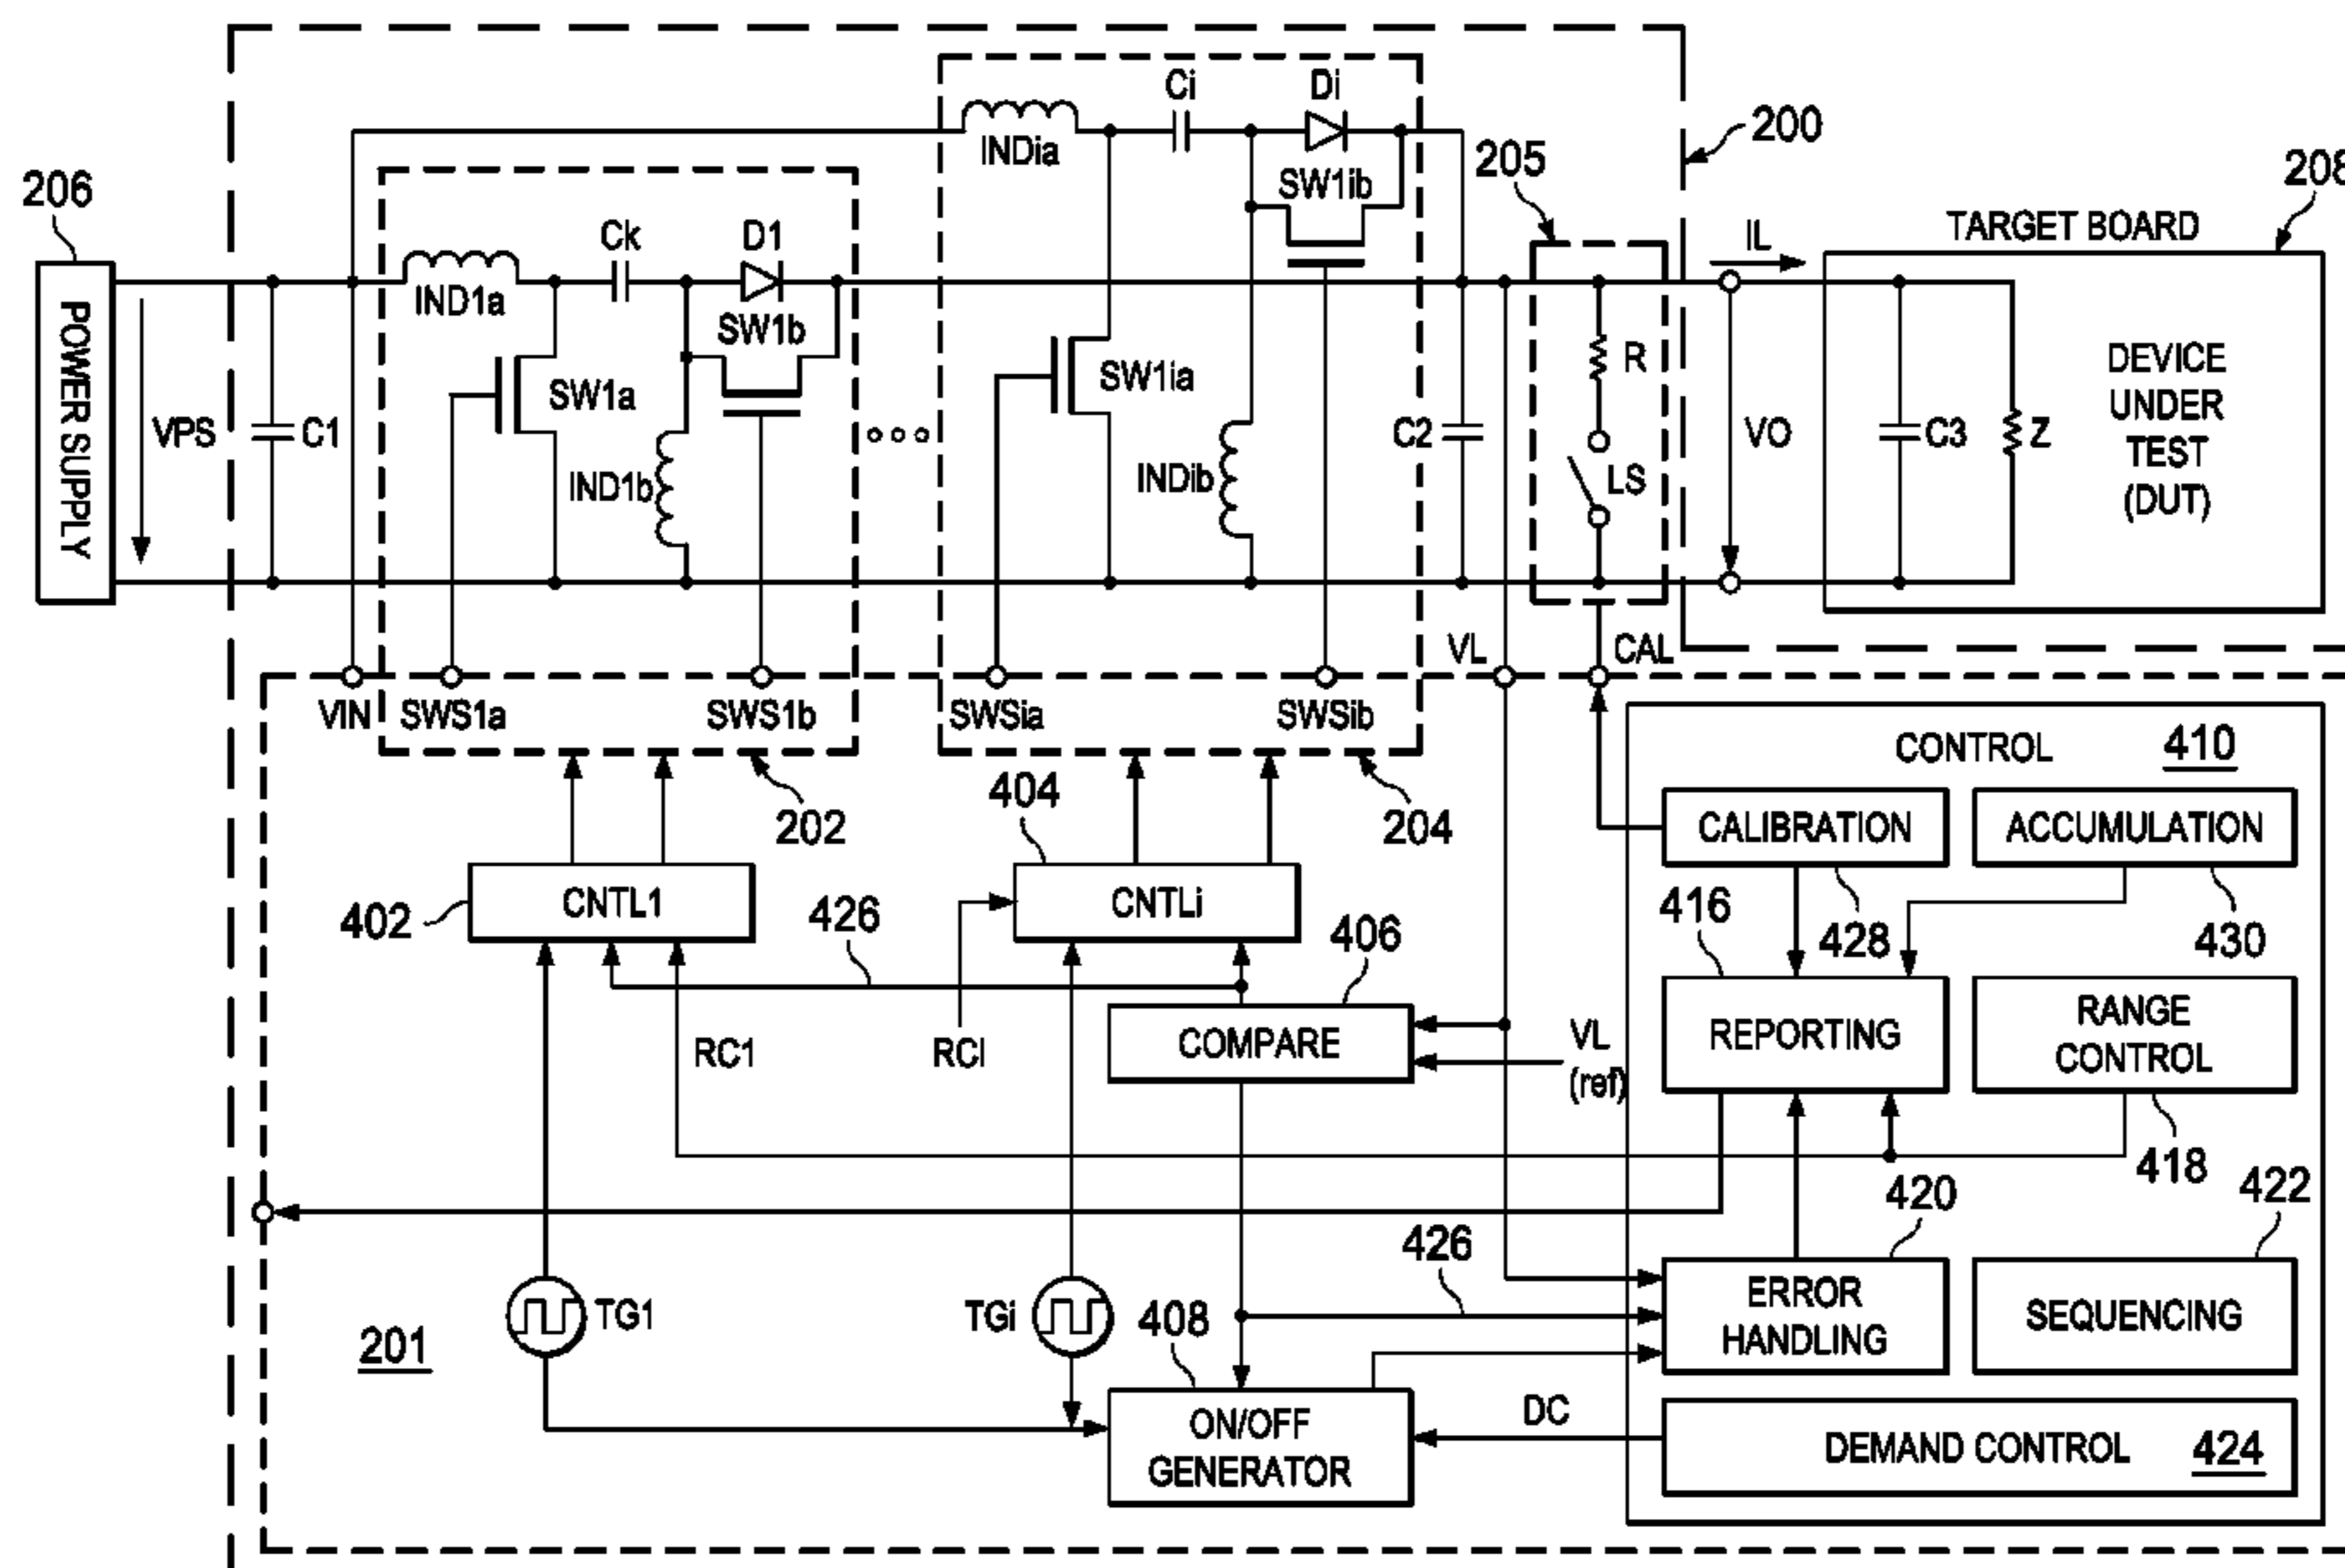 Ci
Di
200
INDia
205
208
206
SW1ib
Ck
D1
IL
TARGET BOARD
IND1a
SW1b
POWER SUPPLY
VPS
C1
SW1a
SW1ia
R
DEVICE
UNDER
TEST
(DUT)
IND1b
INDib
C2
LS
VO
C3
Z
VL
CAL
VIN
SWS1a
SWS1b
SWSia
SWSib
CONTROL
410
404
202
204
CALIBRATION
ACCUMULATION
402
CNTL1
426
CNTLi
406
416
428
430
RC1
RCI
COMPARE
VL
(ref)
REPORTING
RANGE
CONTROL
418
420
422
426
201
TG1
TGi
408
ERROR
HANDLING
SEQUENCING
ON/OFF
GENERATOR
DC
DEMAND CONTROL
424